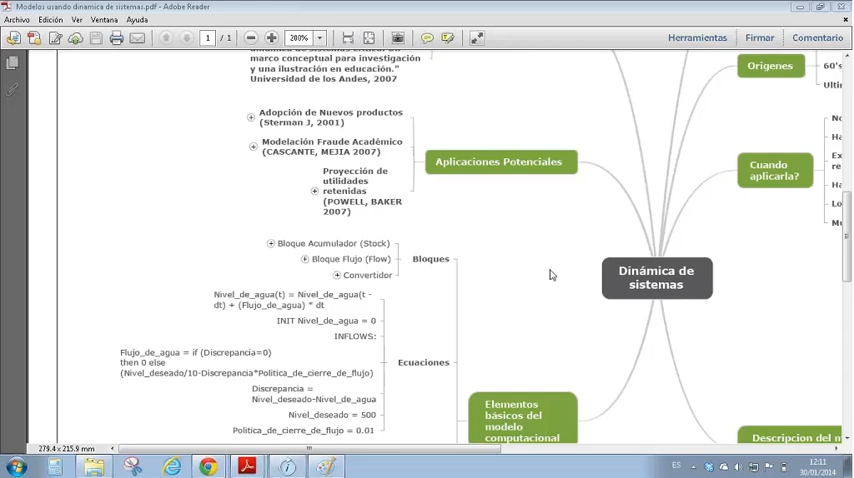 Modelos usando dinamica de sistemas.pdf - Adobe Reader
Archivo Edición Ver Ventana Ayuda
1 / 1
200%
Herramientas Firmar Comentario
marco conceptual para investigación
y una ilustración en educación."
Universidad de los Andes, 2007
Adopción de Nuevos productos
(Sterman J, 2001)
Modelación Fraude Académico
(CASCANTE, MEJIA 2007)
Proyección de
utilidades
retenidas
(POWELL, BAKER
2007)
Aplicaciones Potenciales
Origenes
60's
Cuando
aplicarla?
Dinámica de
sistemas
Bloque Acumulador (Stock)
Bloque Flujo (Flow)
Convertidor
Bloques
Nivel_de_agua(t) = Nivel_de_agua(t -
dt) + (Flujo_de_agua) * dt
INIT Nivel_de_agua = 0
INFLOWS:
Flujo_de_agua = if (Discrepancia=0)
then 0 else
(Nivel_deseado/10-Discrepancia*Politica_de_cierre_de_flujo)
Discrepancia =
Nivel_deseado-Nivel_de_agua
Nivel_deseado = 500
Politica_de_cierre_de_flujo = 0.01
Ecuaciones
Elementos
básicos del
modelo
computacional
Descripcion del m
279.4 x 215.9 mm
ES
12:11
30/01/2014